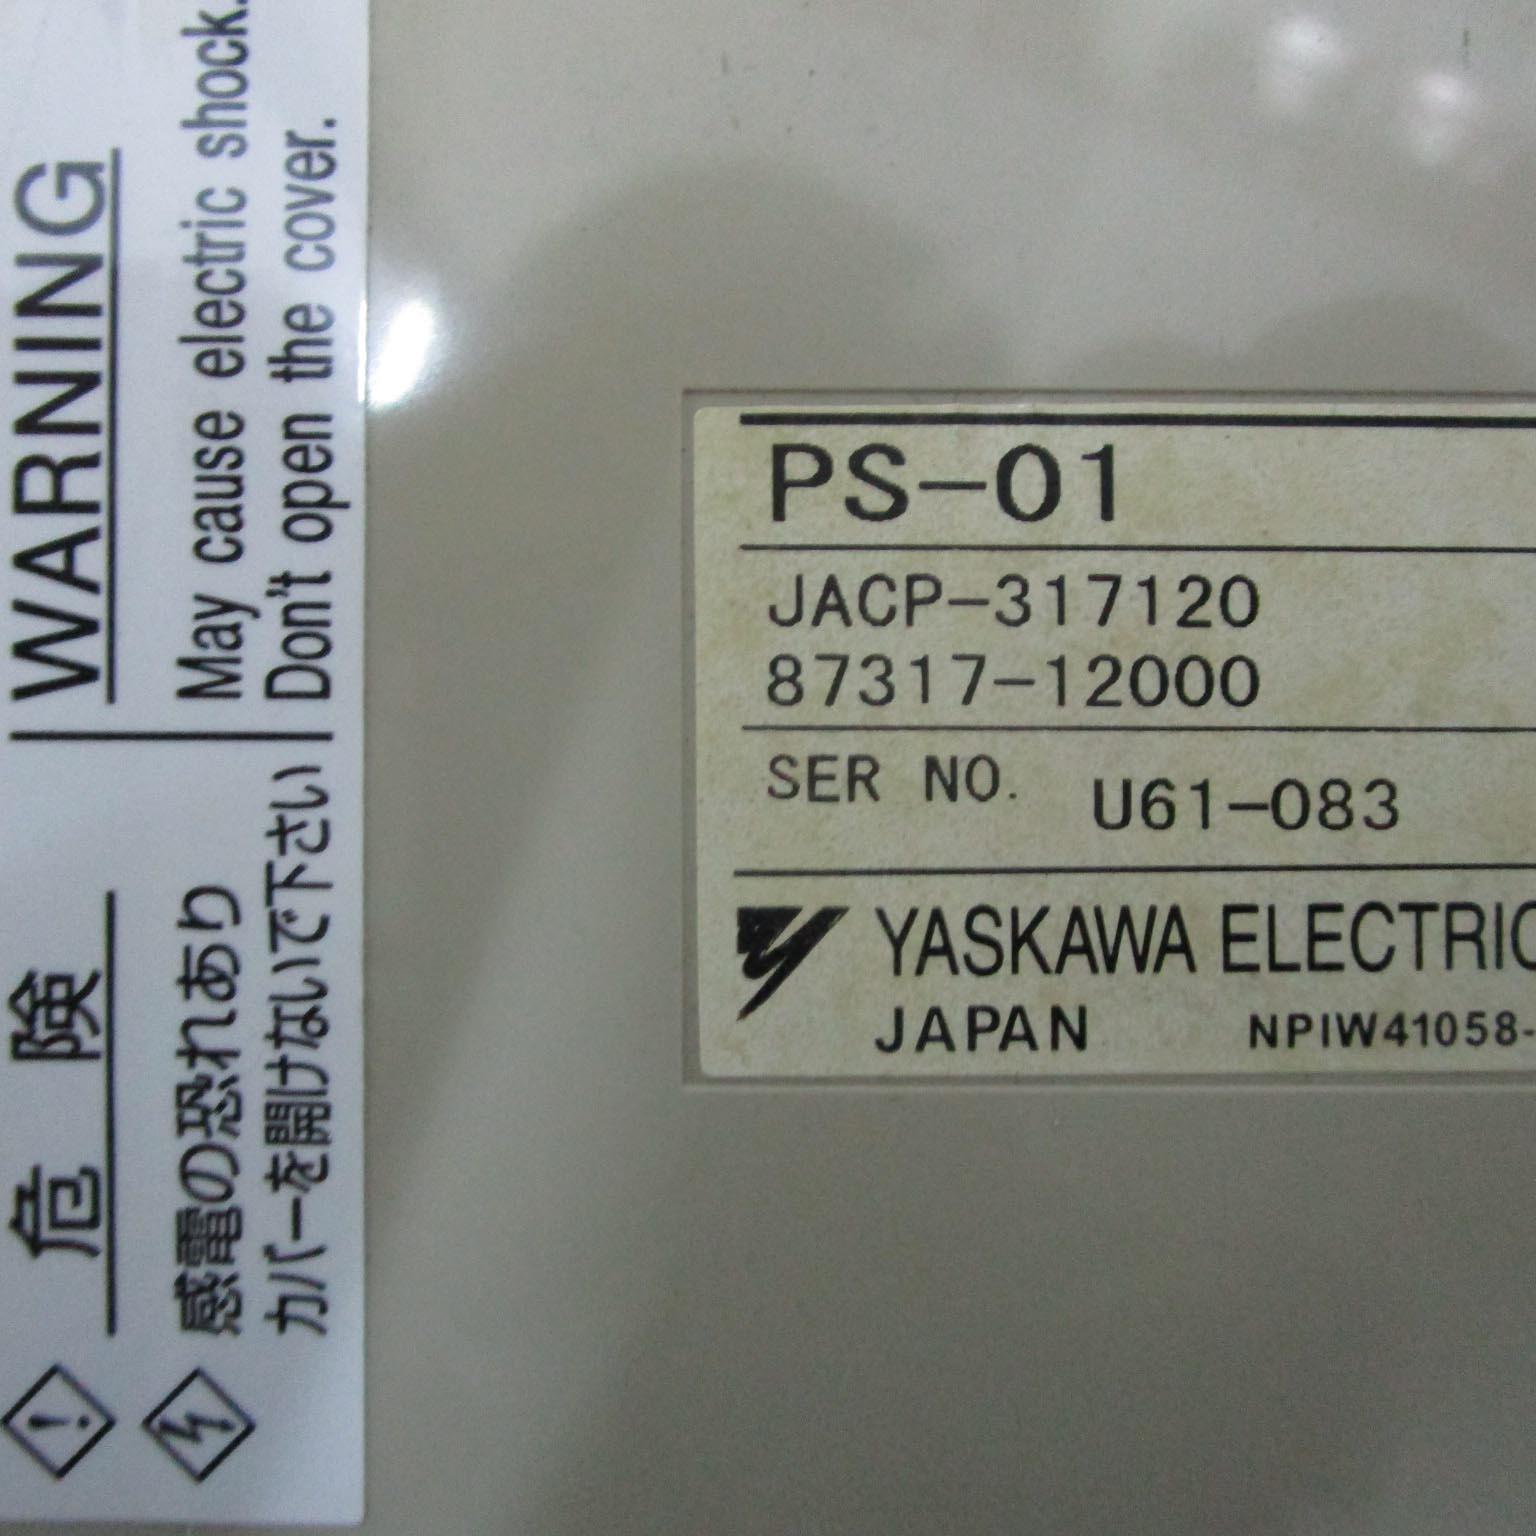 危険
感電の恐れあり
カバーを開けないで下さい
WARNING
May cause electric shock.
Don't open the cover.
PS-01
JACP-317120
87317-12000
SER NO. U61-083
YASKAWA ELECTRIC
JAPAN NPIW41058-